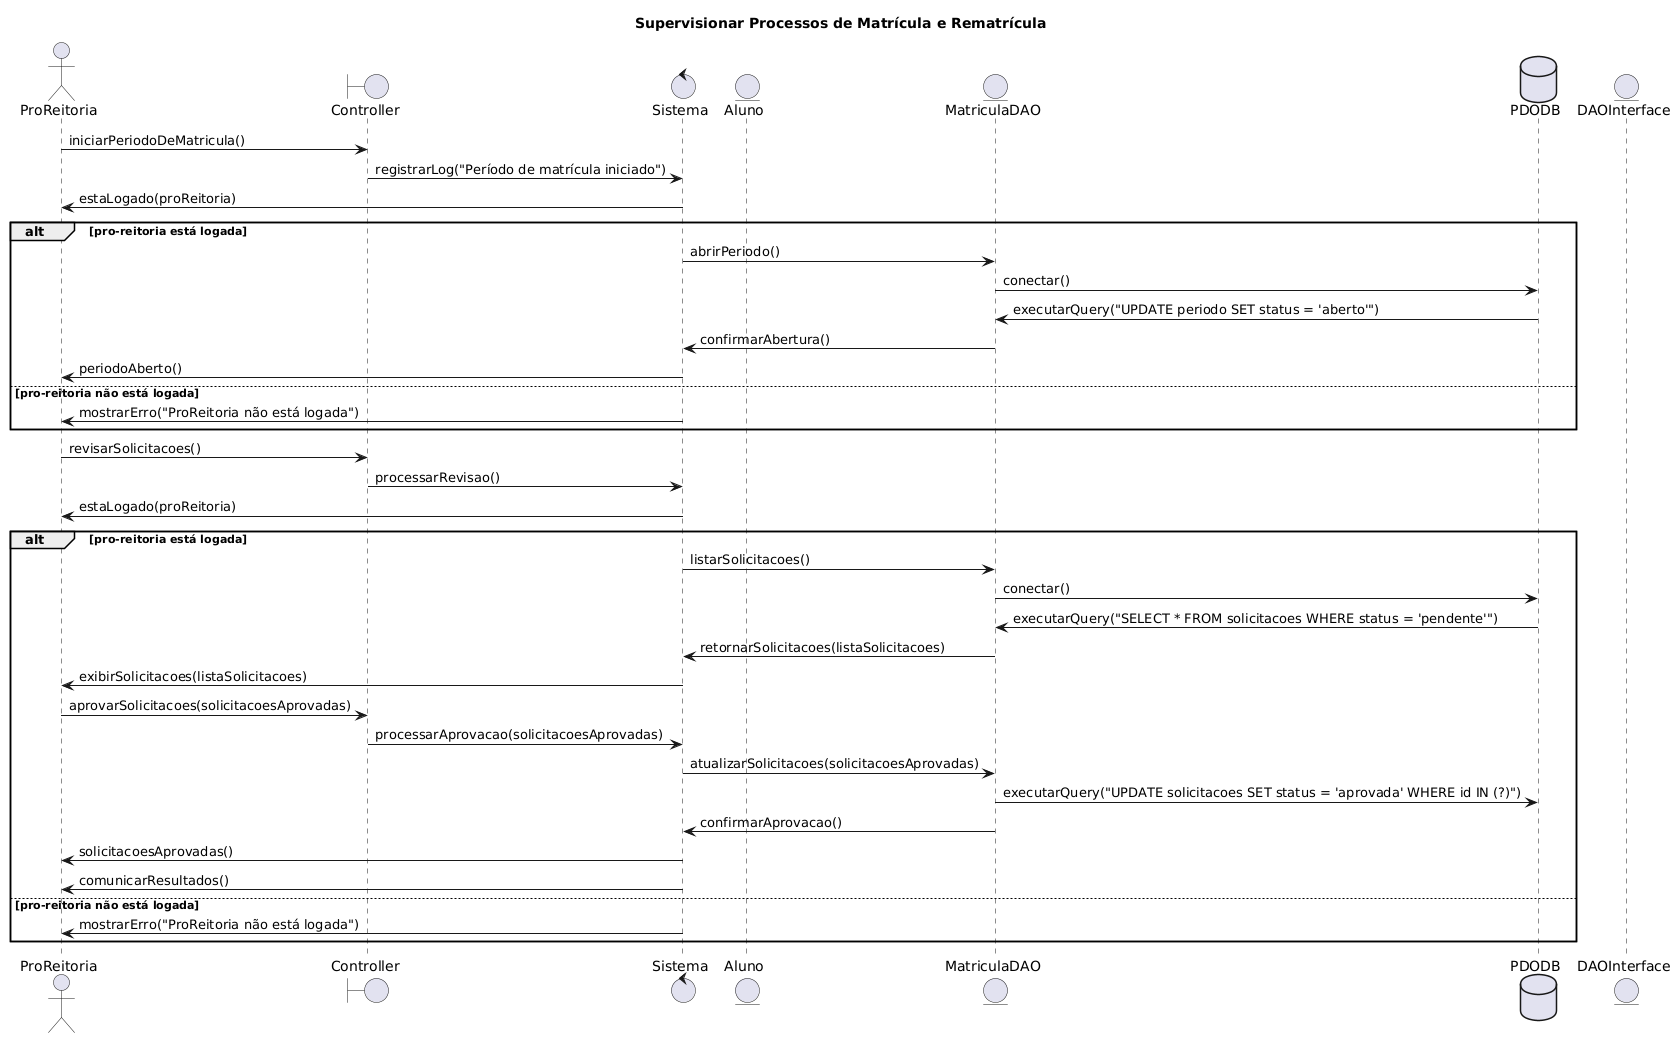 Supervisionar Processos de Matrícula e Rematrícula
ProReitoria
Controller
Sistema
Aluno
MatriculaDAO
PDODB
DAOInterface
iniciarPeriodoDeMatricula()
registrarLog("Período de matrícula iniciado")
estaLogado(proReitoria)
alt [pro-reitoria está logada]
abrirPeriodo()
conectar()
executarQuery("UPDATE periodo SET status = 'aberto'")
confirmarAbertura()
periodoAberto()
[pro-reitoria não está logada]
mostrarErro("ProReitoria não está logada")
revisarSolicitacoes()
processarRevisao()
estaLogado(proReitoria)
alt [pro-reitoria está logada]
listarSolicitacoes()
conectar()
executarQuery("SELECT * FROM solicitacoes WHERE status = 'pendente'")
retornarSolicitacoes(listaSolicitacoes)
exibirSolicitacoes(listaSolicitacoes)
aprovarSolicitacoes(solicitacoesAprovadas)
processarAprovacao(solicitacoesAprovadas)
atualizarSolicitacoes(solicitacoesAprovadas)
executarQuery("UPDATE solicitacoes SET status = 'aprovada' WHERE id IN (?)")
confirmarAprovacao()
solicitacoesAprovadas()
comunicarResultados()
[pro-reitoria não está logada]
mostrarErro("ProReitoria não está logada")
ProReitoria
Controller
Sistema
Aluno
MatriculaDAO
PDODB
DAOInterface